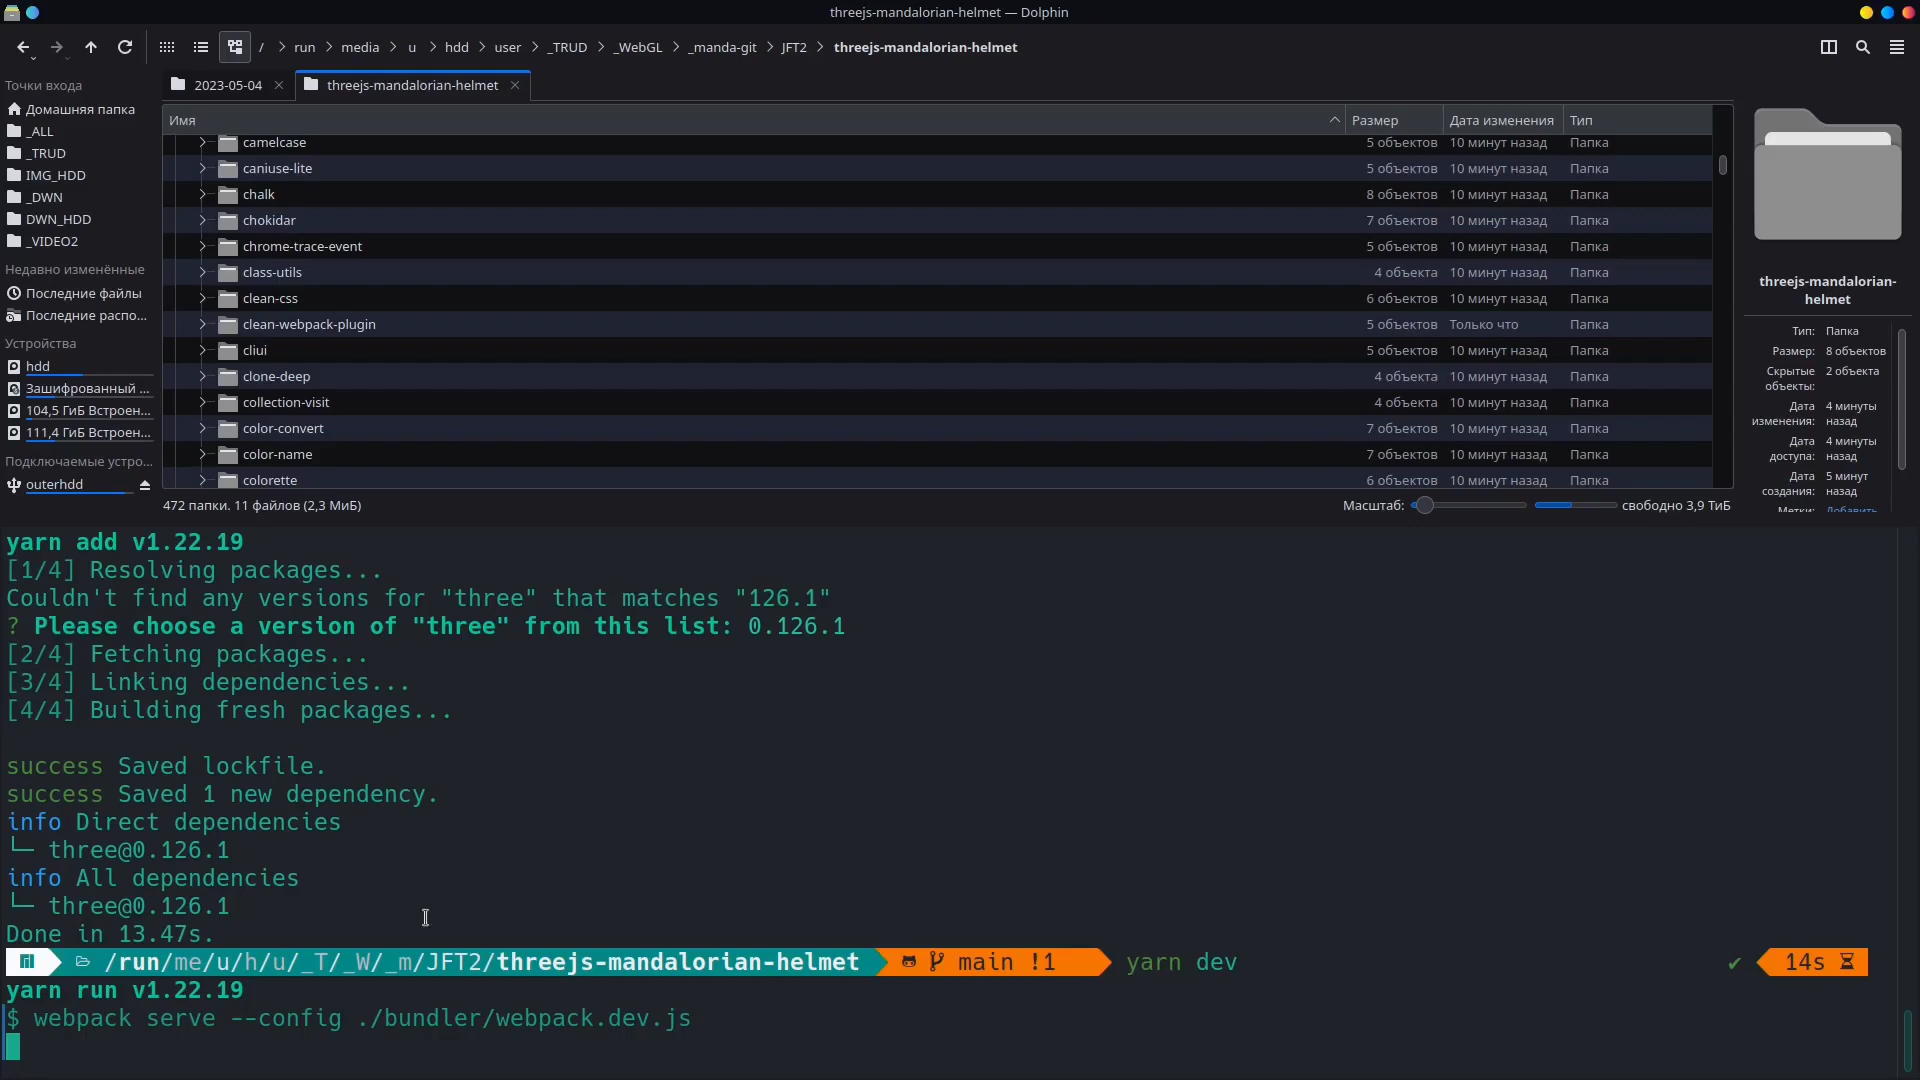 threejs-mandalorian-helmet — Dolphin
/ > run > media > u > hdd > user > _TRUD > _WebGL > _manda-git > JFT2 > threejs-mandalorian-helmet
Точки входа
Домашняя папка
_ALL
_TRUD
IMG_HDD
_DWN
DWN_HDD
_VIDEO2
Недавно изменённые
Последние файлы
Последние распо...
Устройства
hdd
Зашифрованный ...
104,5 ГиБ Встроен...
111,4 ГиБ Встроен...
Подключаемые устро...
outerhdd
2023-05-04
threejs-mandalorian-helmet
Имя Размер Дата изменения Тип
camelcase 5 объектов 10 минут назад Папка
caniuse-lite 5 объектов 10 минут назад Папка
chalk 8 объектов 10 минут назад Папка
chokidar 7 объектов 10 минут назад Папка
chrome-trace-event 5 объектов 10 минут назад Папка
class-utils 4 объекта 10 минут назад Папка
clean-css 6 объектов 10 минут назад Папка
clean-webpack-plugin 5 объектов Только что Папка
cliui 5 объектов 10 минут назад Папка
clone-deep 4 объекта 10 минут назад Папка
collection-visit 4 объекта 10 минут назад Папка
color-convert 7 объектов 10 минут назад Папка
color-name 7 объектов 10 минут назад Папка
colorette 6 объектов 10 минут назад Папка
472 папки. 11 файлов (2,3 МиБ)
Масштаб:
свободно 3,9 ТиБ
threejs-mandalorian-
helmet
Тип: Папка
Размер: 8 объектов
Скрытые 2 объекта
объекты:
Дата 4 минуты
изменения: назад
Дата 4 минуты
доступа: назад
Дата 5 минут
создания: назад
Метки: Добавить...
yarn add v1.22.19
[1/4] Resolving packages...
Couldn't find any versions for "three" that matches "126.1"
? Please choose a version of "three" from this list: 0.126.1
[2/4] Fetching packages...
[3/4] Linking dependencies...
[4/4] Building fresh packages...
success Saved lockfile.
success Saved 1 new dependency.
info Direct dependencies
└─ three@0.126.1
info All dependencies
└─ three@0.126.1
Done in 13.47s.
/run/me/u/h/u/_T/_W/_m/JFT2/threejs-mandalorian-helmet main !1 yarn dev ✔ 14s
yarn run v1.22.19
$ webpack serve --config ./bundler/webpack.dev.js